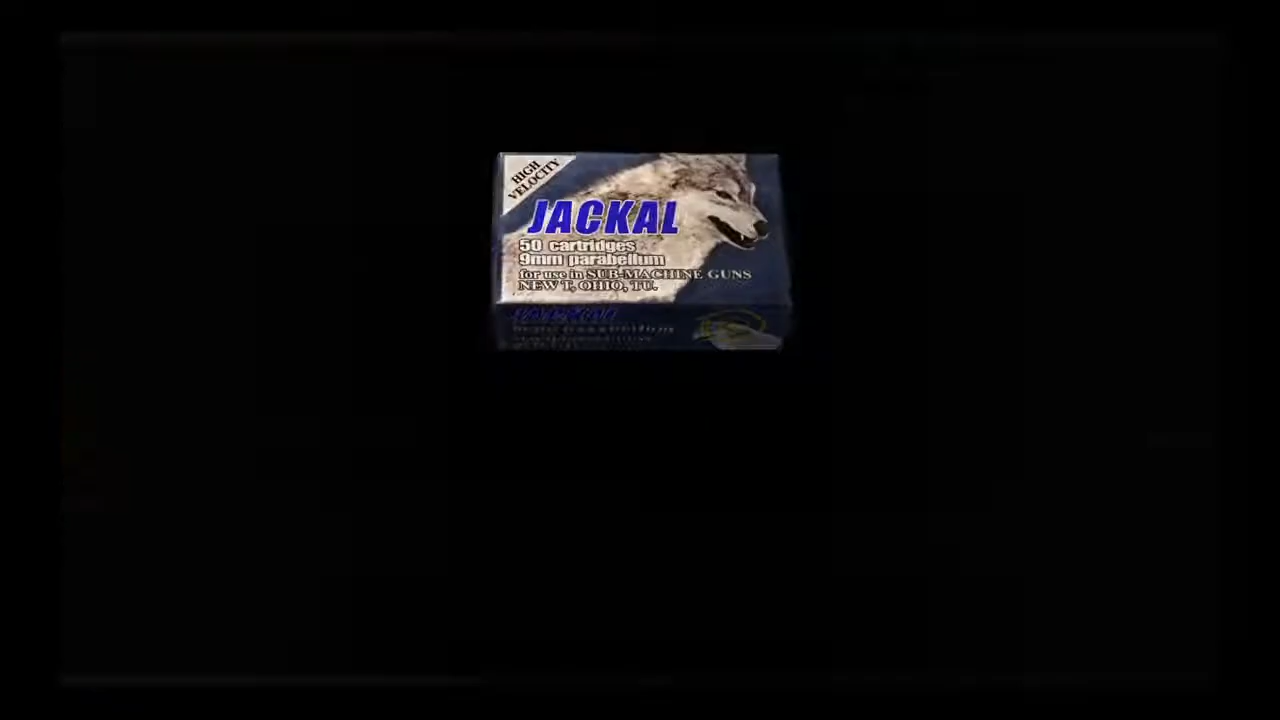 HIGH
VELOCITY
JACKAL
50 cartridges
9mm parabellum
for use in SUB-MACHINE GUNS
NEW T, OHIO, TU.